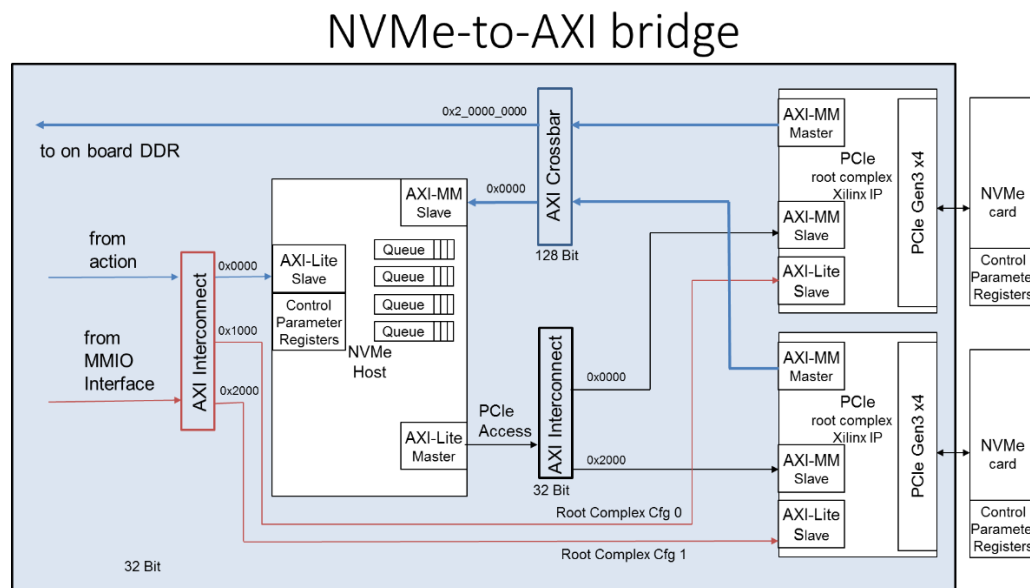 NVMe-to-AXI bridge
0x2_0000_0000
to on board DDR
AXI Crossbar
128 Bit
AXI-MM
Master
PCIe
root complex
Xilinx IP
AXI-MM
Slave
AXI-Lite
Slave
PCIe Gen3 x4
NVMe
card
Control
Parameter
Registers
from
action
from
MMIO
Interface
AXI Interconnect
0x0000
0x1000
0x2000
AXI-MM
Slave
0x0000
AXI-Lite
Slave
Control
Parameter
Registers
Queue
Queue
Queue
Queue
NVMe
Host
AXI-Lite
Master
PCIe
Access
AXI Interconnect
32 Bit
0x0000
0x2000
AXI-MM
Master
PCIe
root complex
Xilinx IP
AXI-MM
Slave
AXI-Lite
Slave
PCIe Gen3 x4
NVMe
card
Control
Parameter
Registers
Root Complex Cfg 0
Root Complex Cfg 1
32 Bit